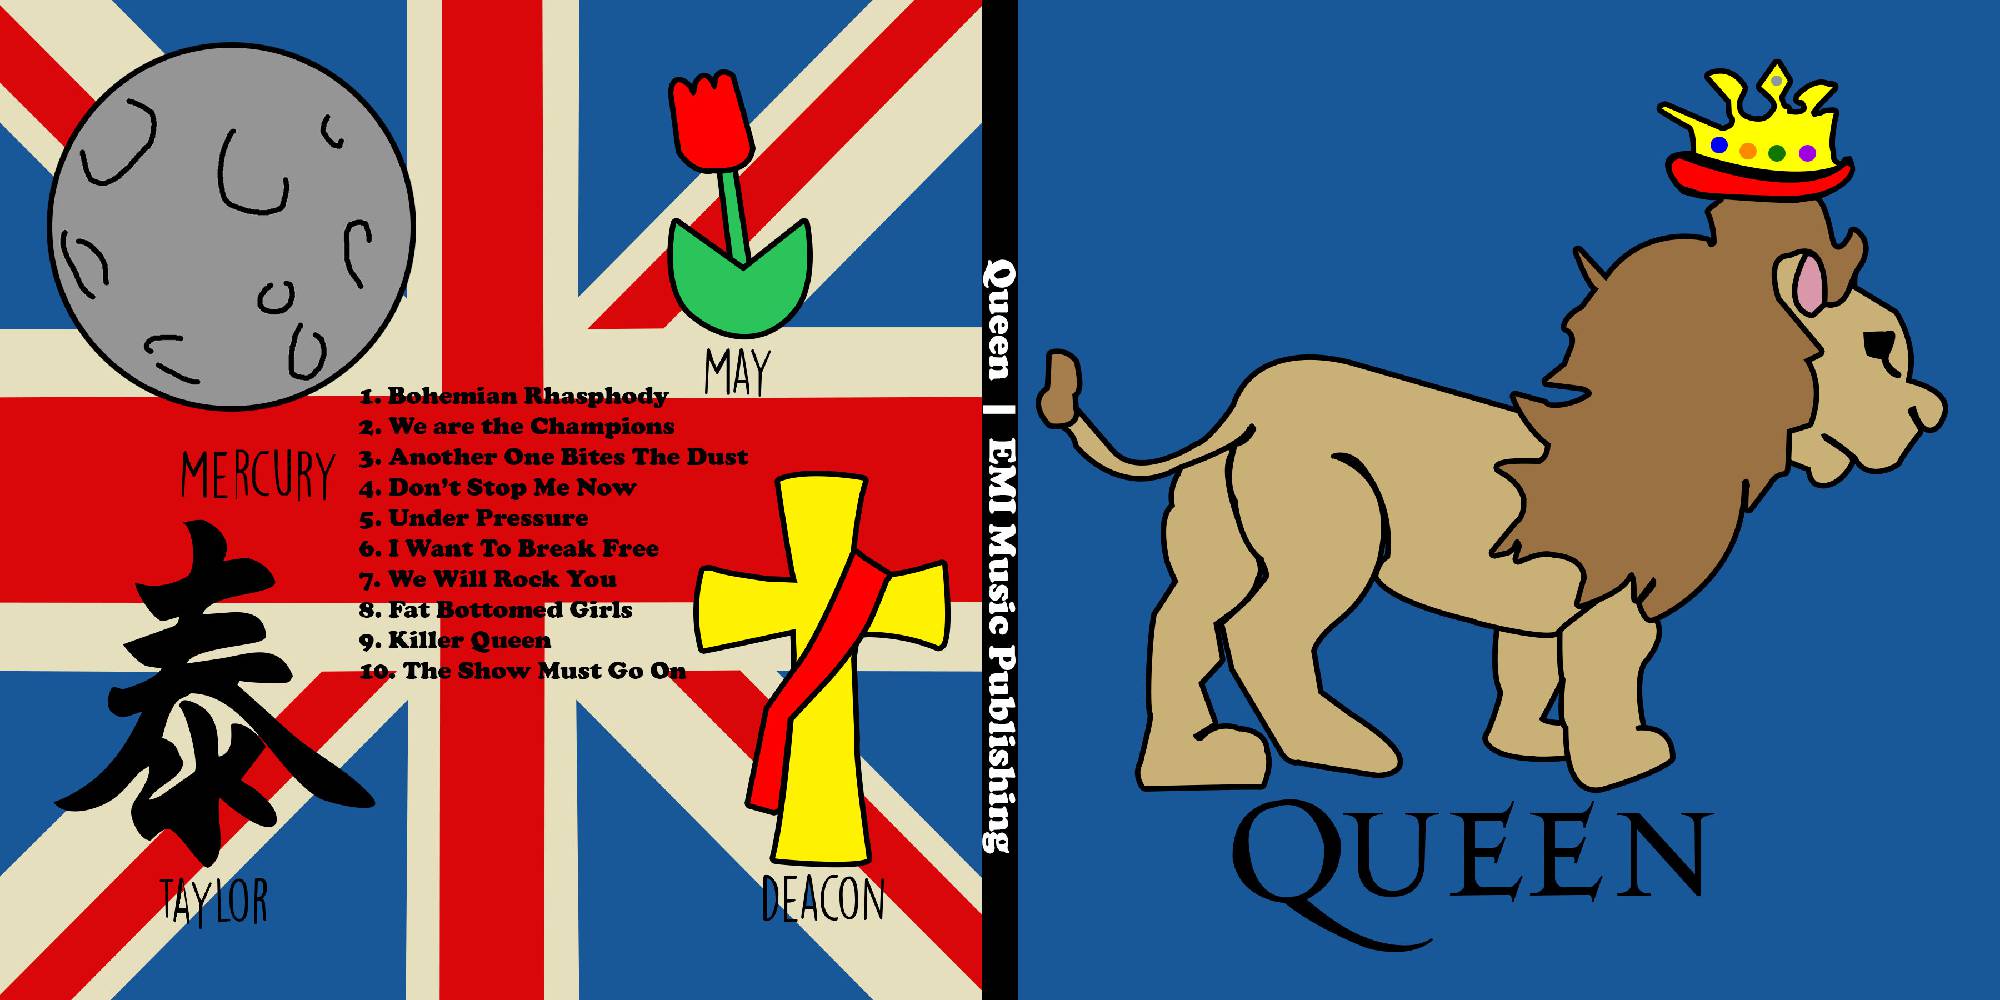 MAY
1. Bohemian Rhasphody
2. We are the Champions
3. Another One Bites The Dust
4. Don't Stop Me Now
5. Under Pressure
6. I Want To Break Free
7. We Will Rock You
8. Fat Bottomed Girls
9. Killer Queen
10. The Show Must Go On
MERCURY
泰
TAYLOR
DEACON
Queen | EMI Music Publishing
QUEEN